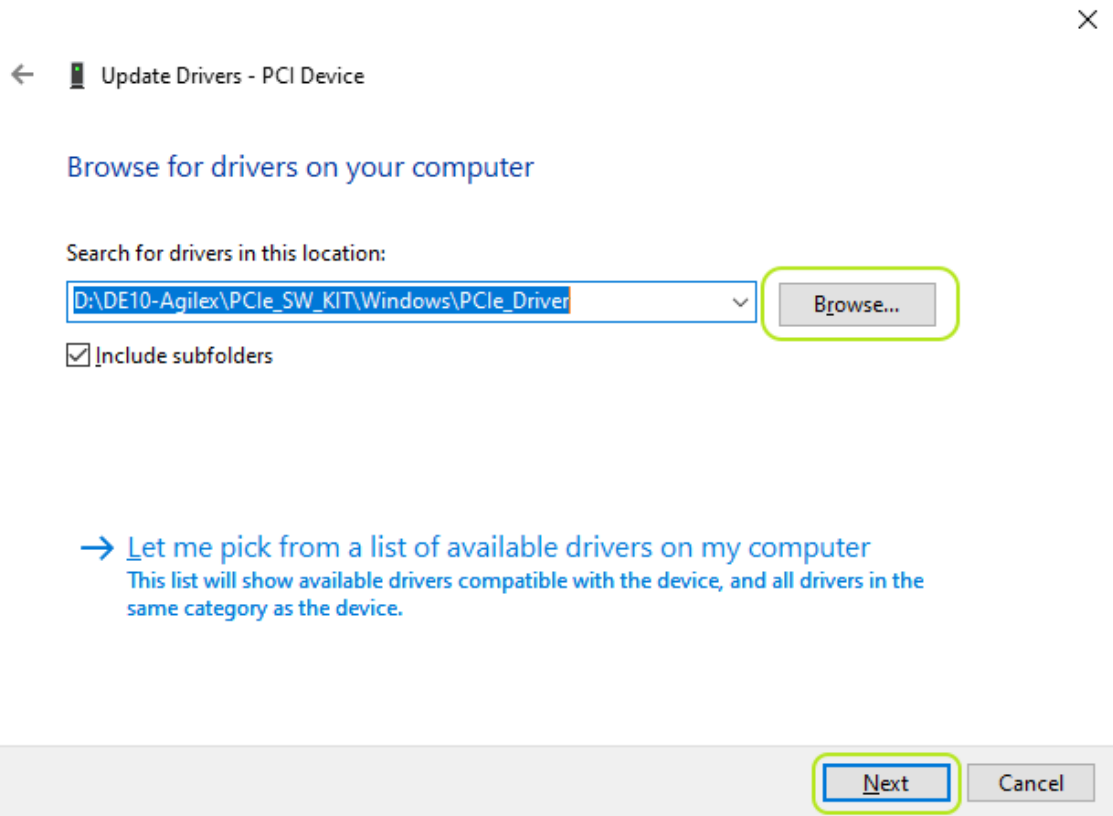 Update Drivers - PCI Device
Browse for drivers on your computer
Search for drivers in this location:
D:\DE10-Agilex\PCIe_SW_KIT\Windows\PCIe_Driver
Browse...
Include subfolders
Let me pick from a list of available drivers on my computer
This list will show available drivers compatible with the device, and all drivers in the
same category as the device.
Next
Cancel